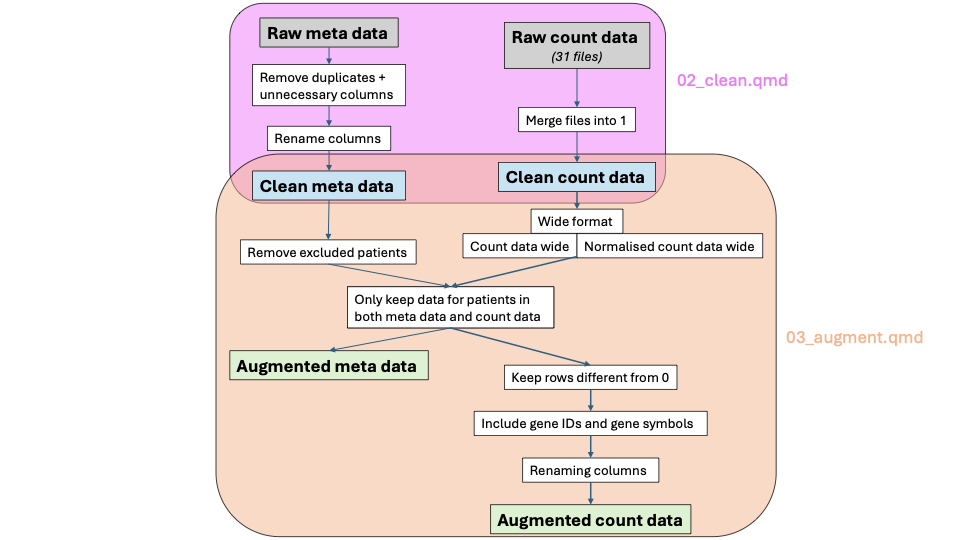 Raw meta data
Raw count data
(31 files)
Remove duplicates +
unnecessary columns
02_clean.qmd
Merge files into 1
Rename columns
Clean meta data
Clean count data
Wide format
Count data wide
Normalised count data wide
Remove excluded patients
Only keep data for patients in
both meta data and count data
03_augment.qmd
Augmented meta data
Keep rows different from 0
Include gene IDs and gene symbols
Renaming columns
Augmented count data